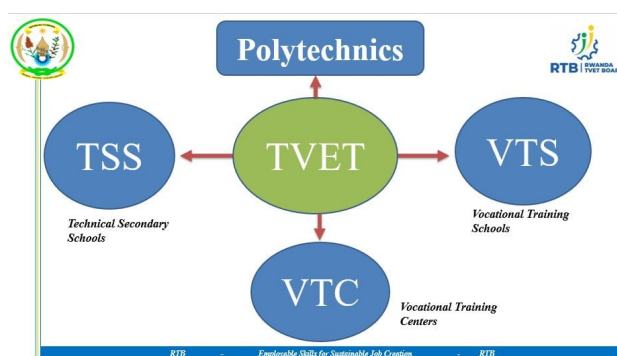 Polytechnics
RTB
RWANDA
TVET BOARD
TSS
TVET
VTS
Technical Secondary
Schools
Vocational Training
Schools
VTC
Vocational Training
Centers
RTB - Employable Skills for Sustainable Job Creation - RTB